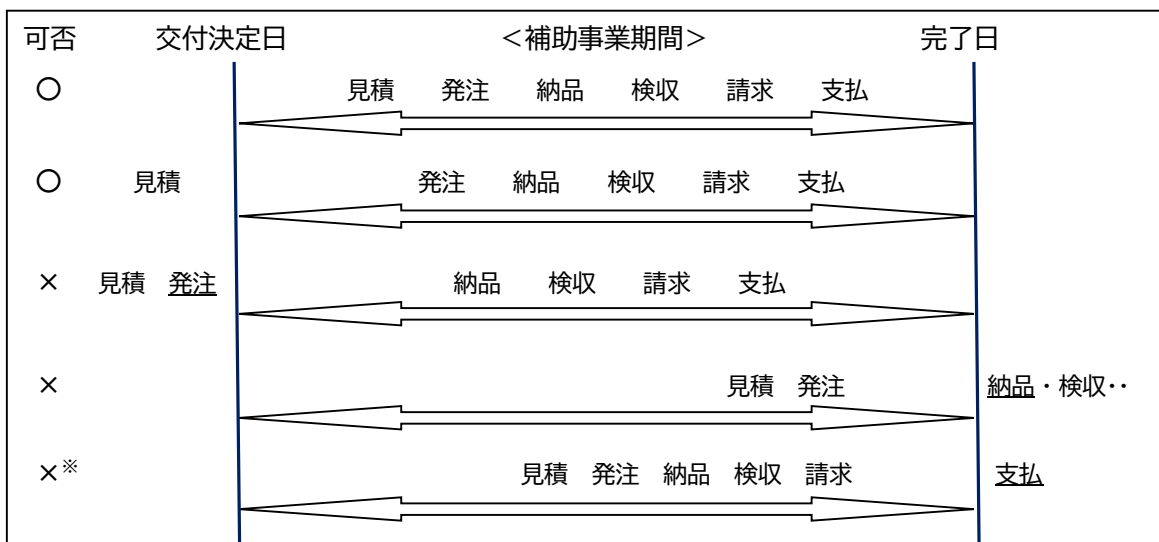 可否 交付決定日 ＜補助事業期間＞ 完了日
○ 見積 発注 納品 検収 請求 支払
○ 見積 発注 納品 検収 請求 支払
× 見積 発注 納品 検収 請求 支払
× 見積 発注 納品・検収‥
×※ 見積 発注 納品 検収 請求 支払